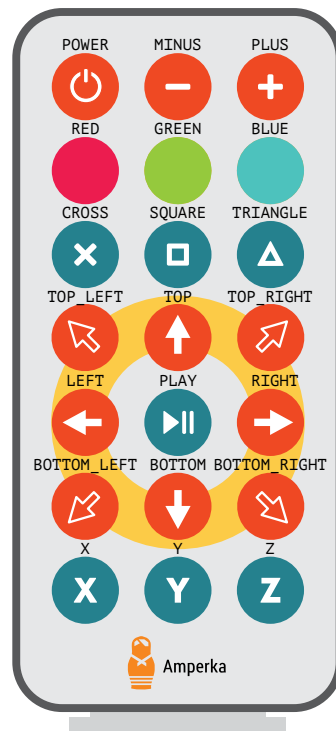 POWER MINUS PLUS
RED GREEN BLUE
CROSS SQUARE TRIANGLE
TOP_LEFT TOP TOP_RIGHT
LEFT PLAY RIGHT
BOTTOM_LEFT BOTTOM BOTTOM_RIGHT
X Y Z
X Y Z
Amperka